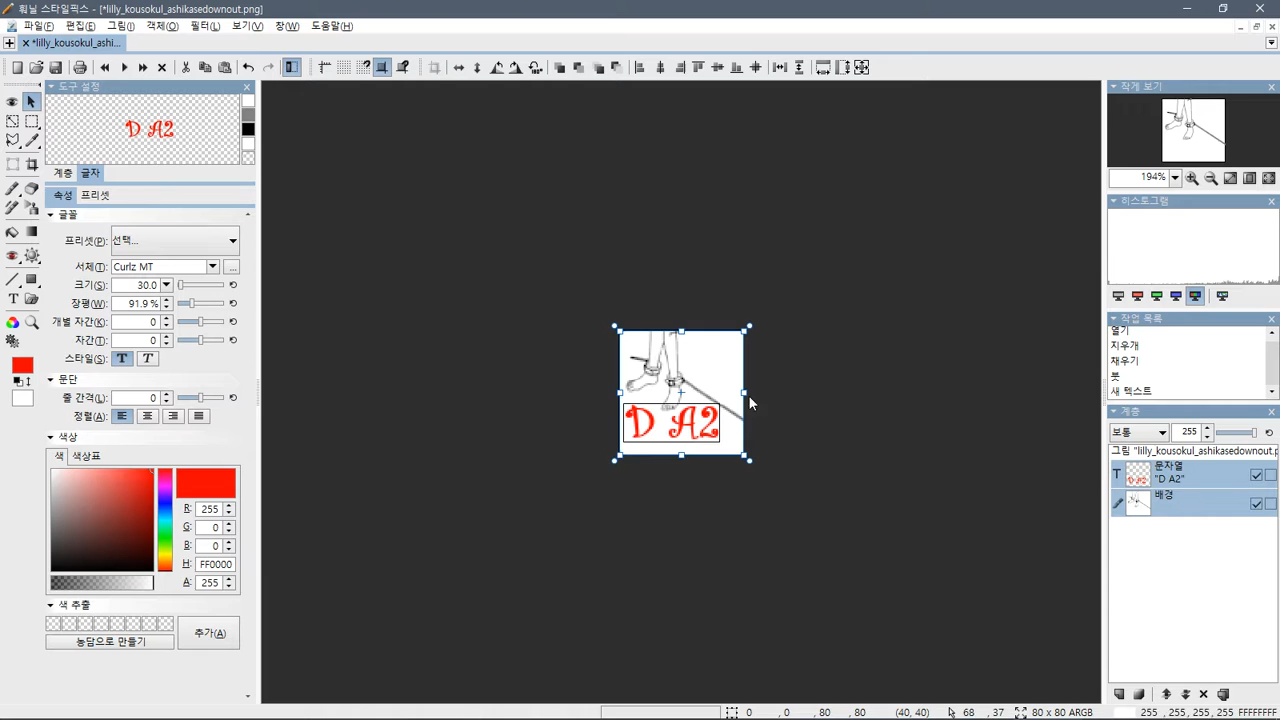 훠닐 스타일픽스 - [*lilly_kousokul_ashikasedownout.png]
파일(F) 편집(E) 그림(I) 객체(O) 필터(L) 보기(V) 창(W) 도움말(H)
*lilly_kousokul_ashi...
도구 설정
D A2
계층 글자
속성 프리셋
글꼴
프리셋(P): 선택...
서체(T): Curlz MT ...
크기(S): 30.0
장평(W): 91.9 %
개별 자간(K): 0
자간(T): 0
스타일(S): T T
문단
줄 간격(L): 0
정렬(A):
색상
색 색상표
R: 255
G: 0
B: 0
H: FF0000
A: 255
색 추출
추가(A)
농담으로 만들기
D A2
작게 보기
194%
히스토그램
작업 목록
열기
지우개
채우기
붓
새 텍스트
계층
보통 255
그림 "lilly_kousokul_ashikasedownout.p
T 문자열
"D A2"
배경
0 , 0 , 80 , 80 (40, 40) 68 , 37 80 x 80 ARGB 255 , 255 , 255 , 255 FFFFFFFF